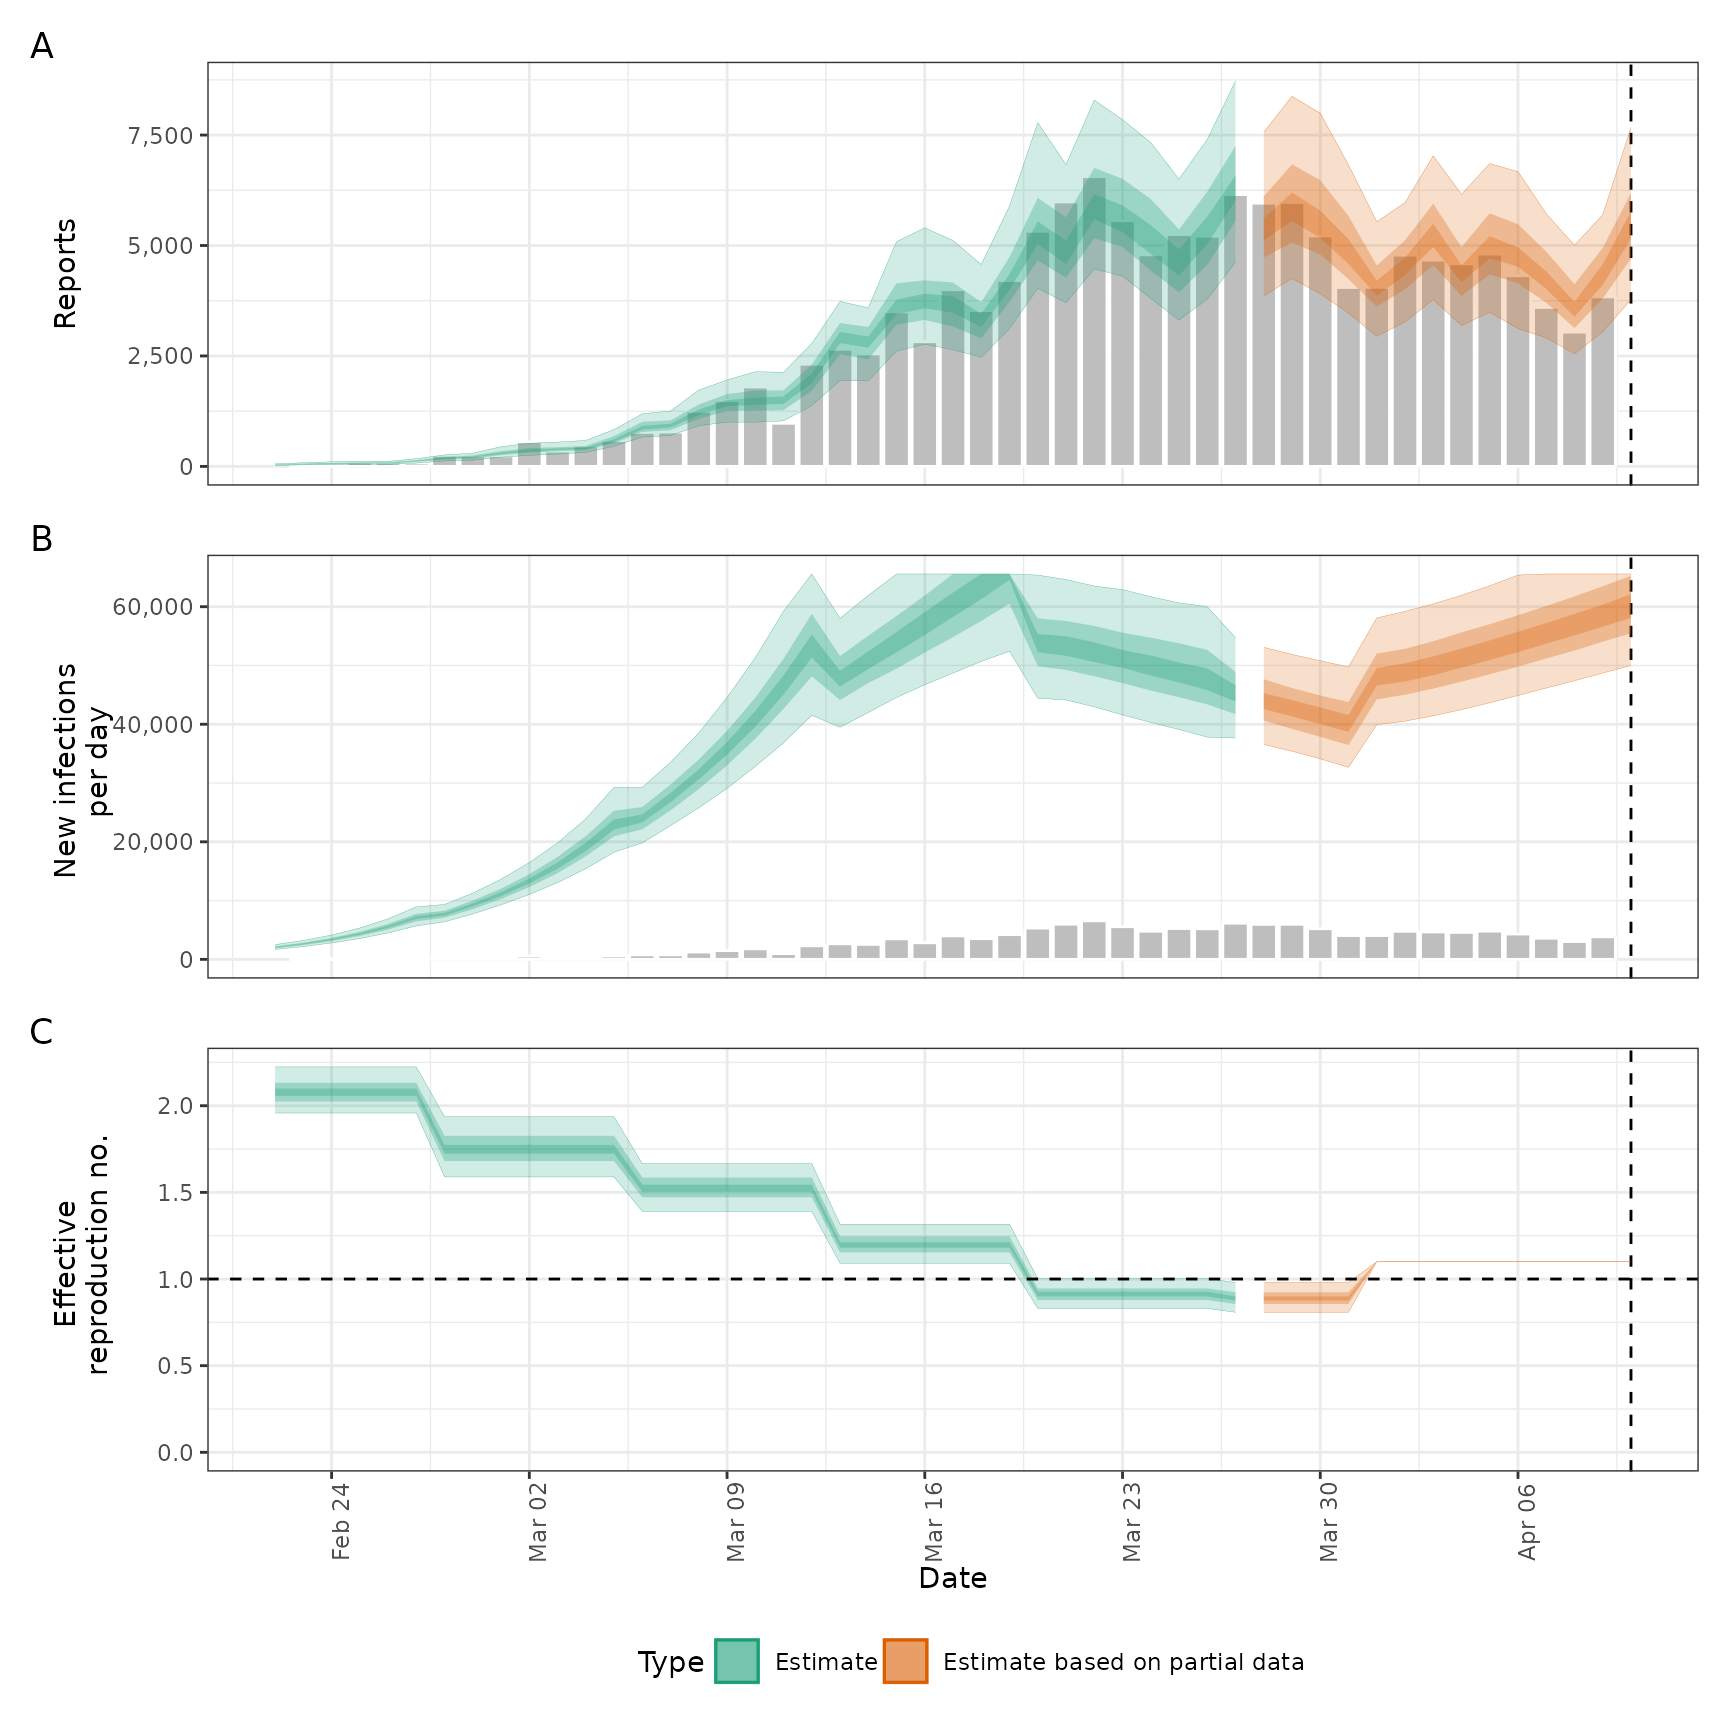 A
7,500
5,000
2,500
0
Reports
B
60,000
40,000
20,000
0
New infections
per day
C
2.0
1.5
1.0
0.5
0.0
Effective
reproduction no.
Feb 24
Mar 02
Mar 09
Mar 16
Mar 23
Mar 30
Apr 06
Date
Type Estimate Estimate based on partial data